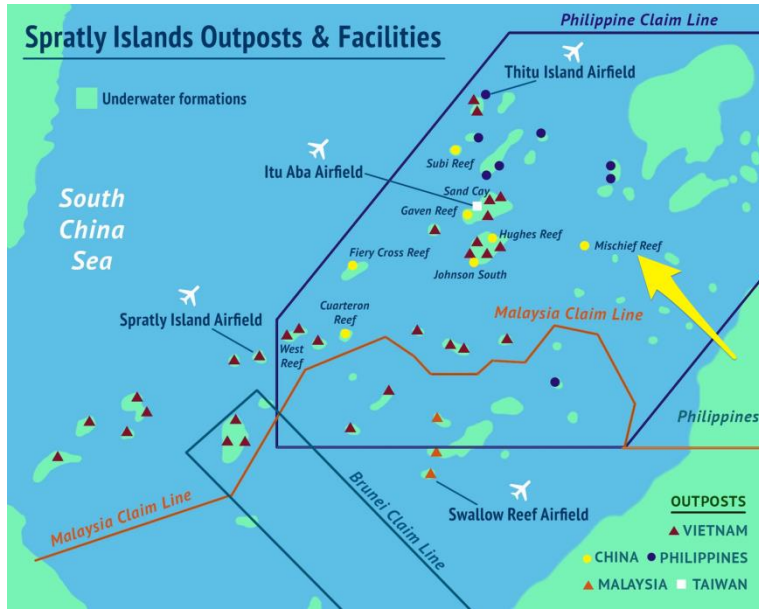 Spratly Islands Outposts & Facilities
Philippine Claim Line
Thitu Island Airfield
Underwater formations
Subi Reef
Itu Aba Airfield
Sand Cay
South
China
Sea
Gaven Reef
Hughes Reef
Mischief Reef
Fiery Cross Reef
Johnson South
Spratly Island Airfield
Cuarteron
Reef
Malaysia Claim Line
West
Reef
Philippines
Brunei Claim Line
Malaysia Claim Line
Swallow Reef Airfield
OUTPOSTS
VIETNAM
CHINA PHILIPPINES
MALAYSIA TAIWAN